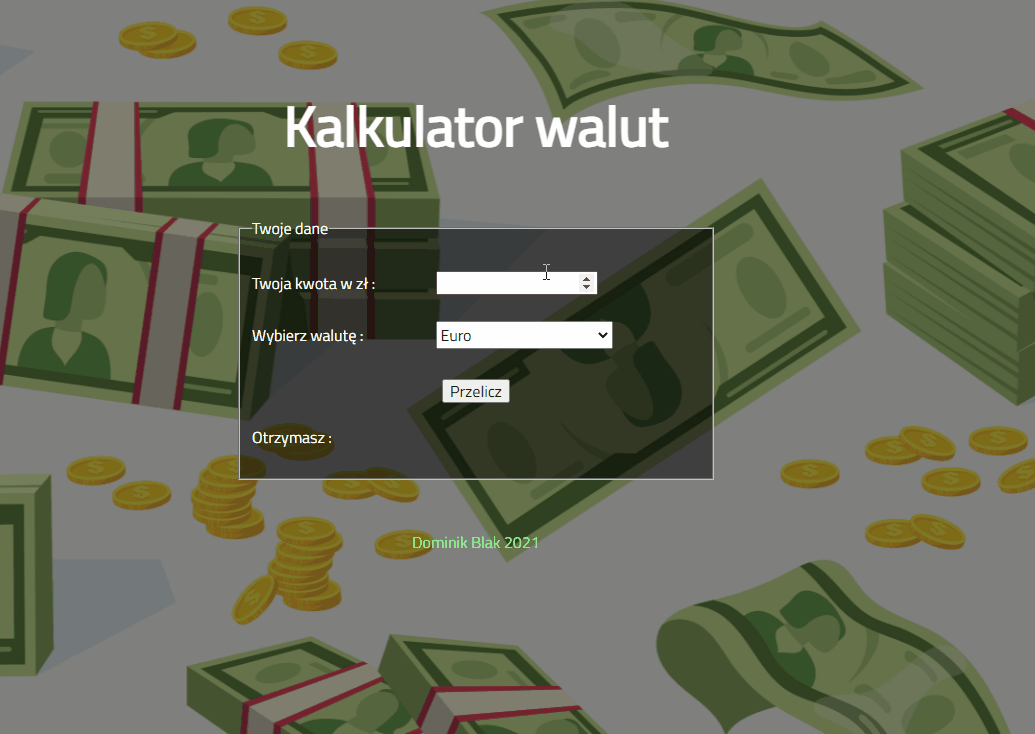 Kalkulator walut
Twoje dane
Twoja kwota w zł :
Wybierz walutę :
Euro
Przelicz
Otrzymasz :
Dominik Blak 2021